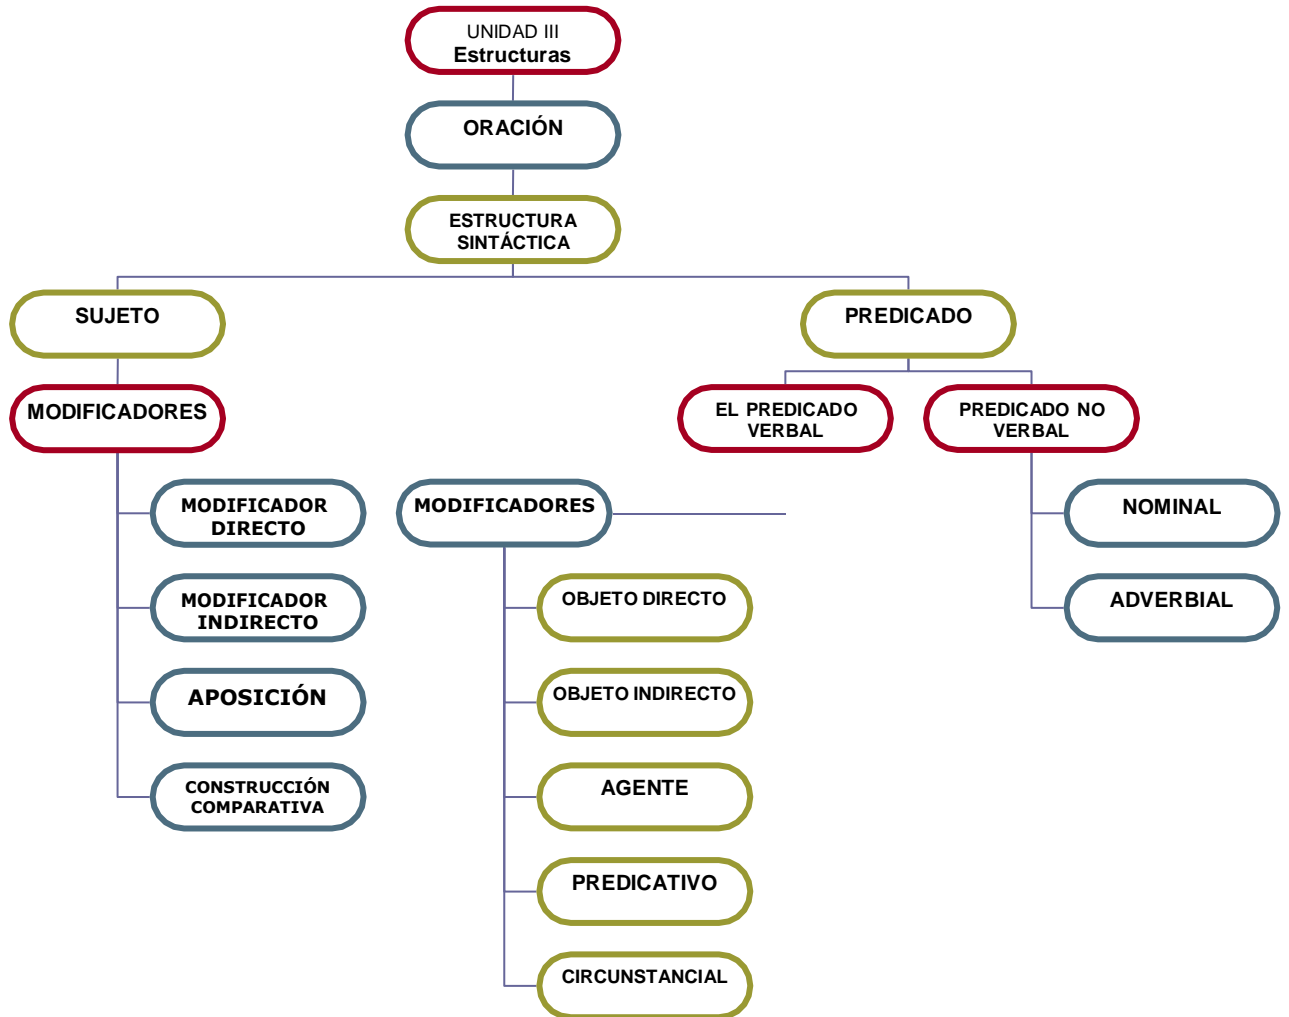 UNIDAD III
Estructuras
ORACIÓN
ESTRUCTURA
SINTÁCTICA
SUJETO
PREDICADO
MODIFICADORES
EL PREDICADO
VERBAL
PREDICADO NO
VERBAL
MODIFICADOR
DIRECTO
MODIFICADORES
NOMINAL
MODIFICADOR
INDIRECTO
OBJETO DIRECTO
ADVERBIAL
APOSICIÓN
OBJETO INDIRECTO
CONSTRUCCIÓN
COMPARATIVA
AGENTE
PREDICATIVO
CIRCUNSTANCIAL